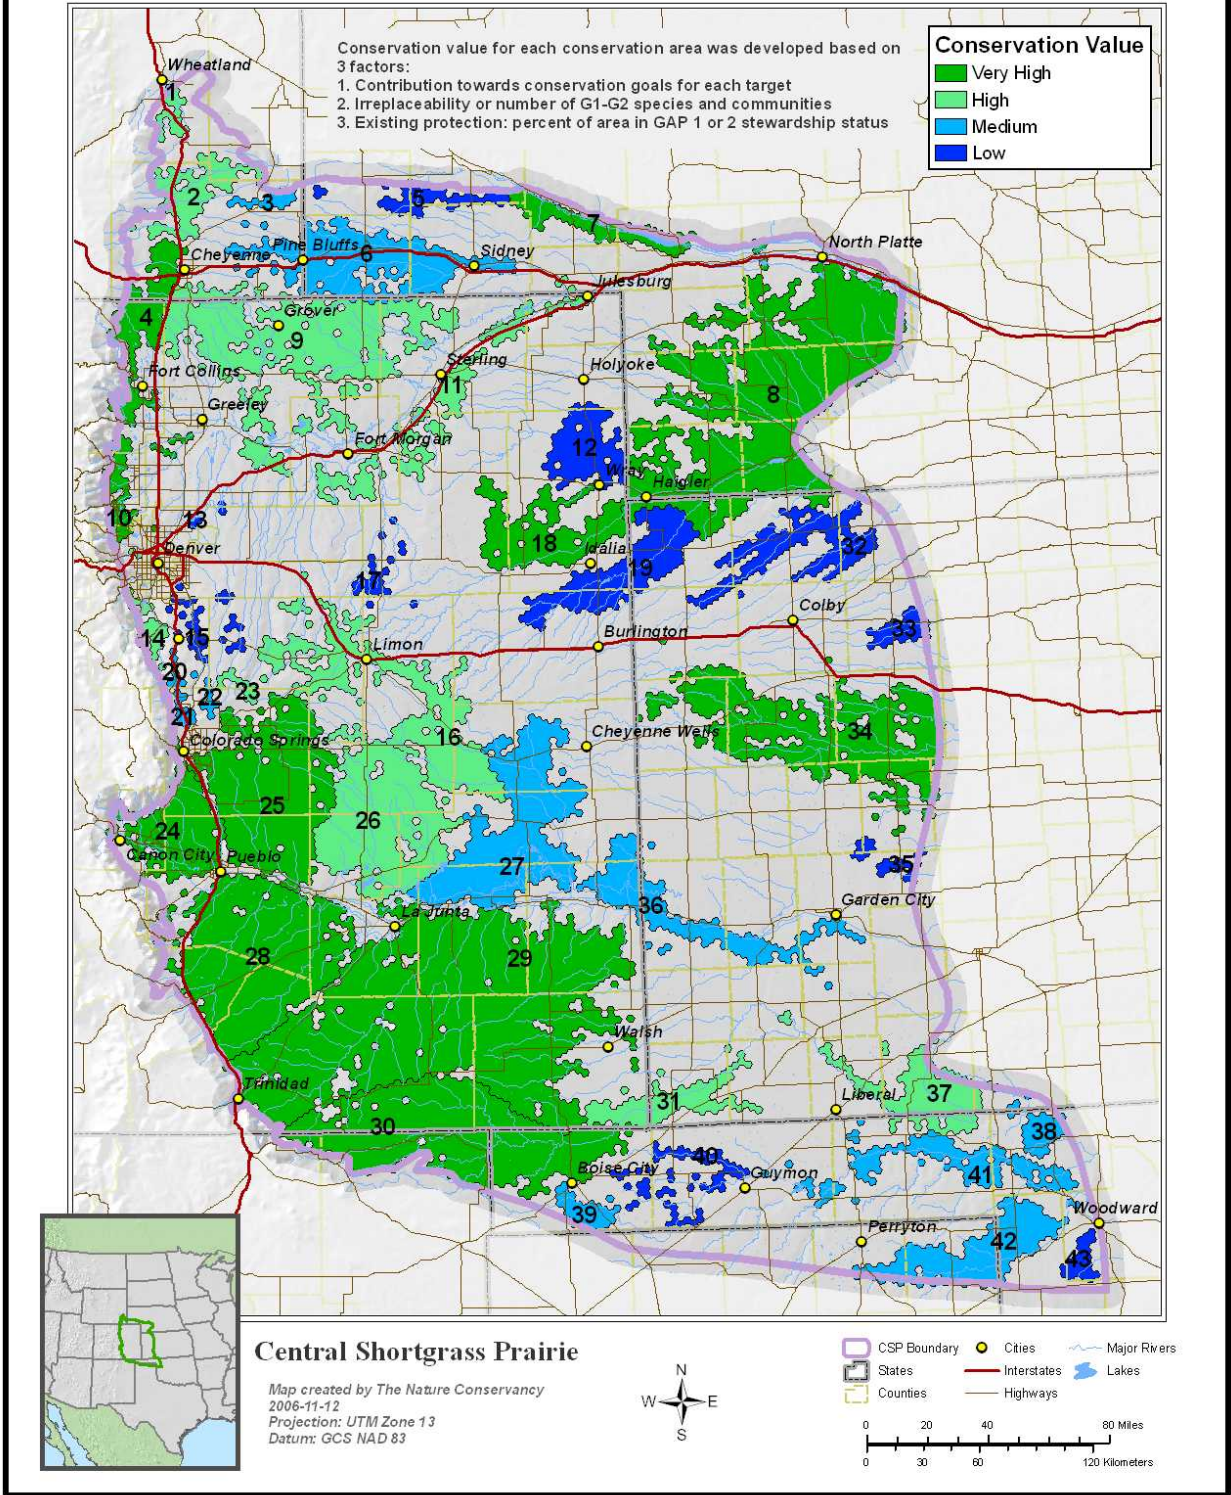 Conservation value for each conservation area was developed based on
3 factors:
1. Contribution towards conservation goals for each target
2. Irreplaceability or number of G1-G2 species and communities
3. Existing protection: percent of area in GAP 1 or 2 stewardship status
Conservation Value
Very High
High
Medium
Low
Wheatland
1
2
3
5
7
Cheyenne
Pine Bluffs
6
Sidney
North Platte
Julesburg
4
Grover
9
Sterling
11
Holyoke
8
Fort Collins
Greeley
Fort Morgan
12
Wray
Haigler
10
13
18
Idalia
32
Denver
17
19
Colby
14
15
Limon
Burlington
33
20
22
23
21
Colorado Springs
16
Cheyenne Wells
34
25
24
26
Canon City
Pueblo
27
35
La Junta
36
Garden City
28
29
Walsh
Trinidad
31
Liberal
37
30
38
Boise City
40
Guymon
41
39
Woodward
Perryton
42
43
Central Shortgrass Prairie
Map created by The Nature Conservancy
2006-11-12
Projection: UTM Zone 13
Datum: GCS NAD 83
N
W E
S
CSP Boundary
Cities
Major Rivers
States
Interstates
Lakes
Counties
Highways
0 20 40 80 Miles
0 30 60 120 Kilometers